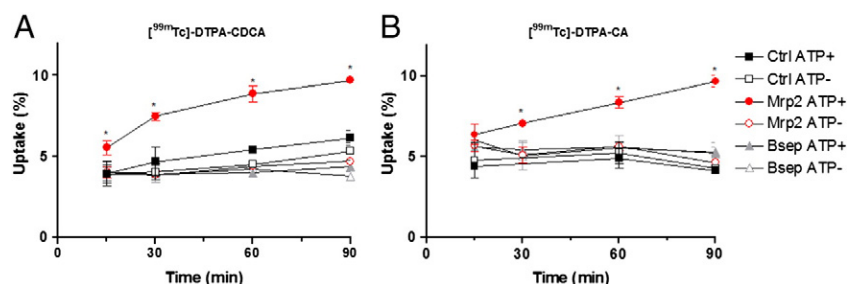 A
[99mTc]-DTPA-CDCA
Uptake (%)
10
5
0
* * * *
0 30 60 90
Time (min)
B
[99mTc]-DTPA-CA
Uptake (%)
10
5
0
* * *
0 30 60 90
Time (min)
Ctrl ATP+
Ctrl ATP-
Mrp2 ATP+
Mrp2 ATP-
Bsep ATP+
Bsep ATP-